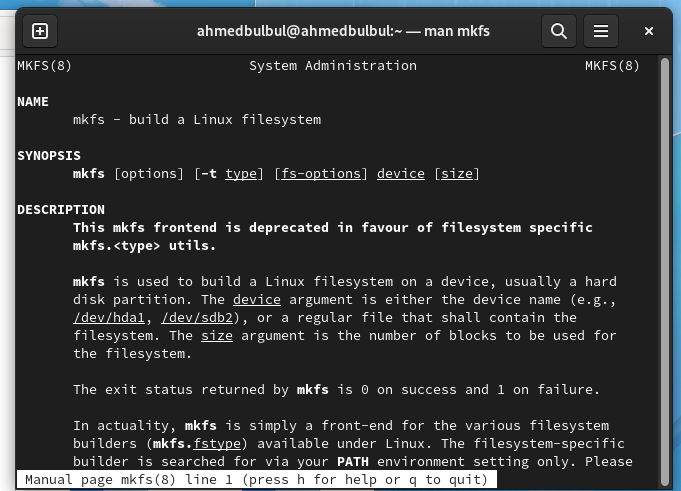 ahmedbulbul@ahmedbulbul:~ — man mkfs
MKFS(8) System Administration MKFS(8)
NAME
mkfs - build a Linux filesystem
SYNOPSIS
mkfs [options] [-t type] [fs-options] device [size]
DESCRIPTION
This mkfs frontend is deprecated in favour of filesystem specific
mkfs.<type> utils.
mkfs is used to build a Linux filesystem on a device, usually a hard
disk partition. The device argument is either the device name (e.g.,
/dev/hda1, /dev/sdb2), or a regular file that shall contain the
filesystem. The size argument is the number of blocks to be used for
the filesystem.
The exit status returned by mkfs is 0 on success and 1 on failure.
In actuality, mkfs is simply a front-end for the various filesystem
builders (mkfs.fstype) available under Linux. The filesystem-specific
builder is searched for via your PATH environment setting only. Please
Manual page mkfs(8) line 1 (press h for help or q to quit)